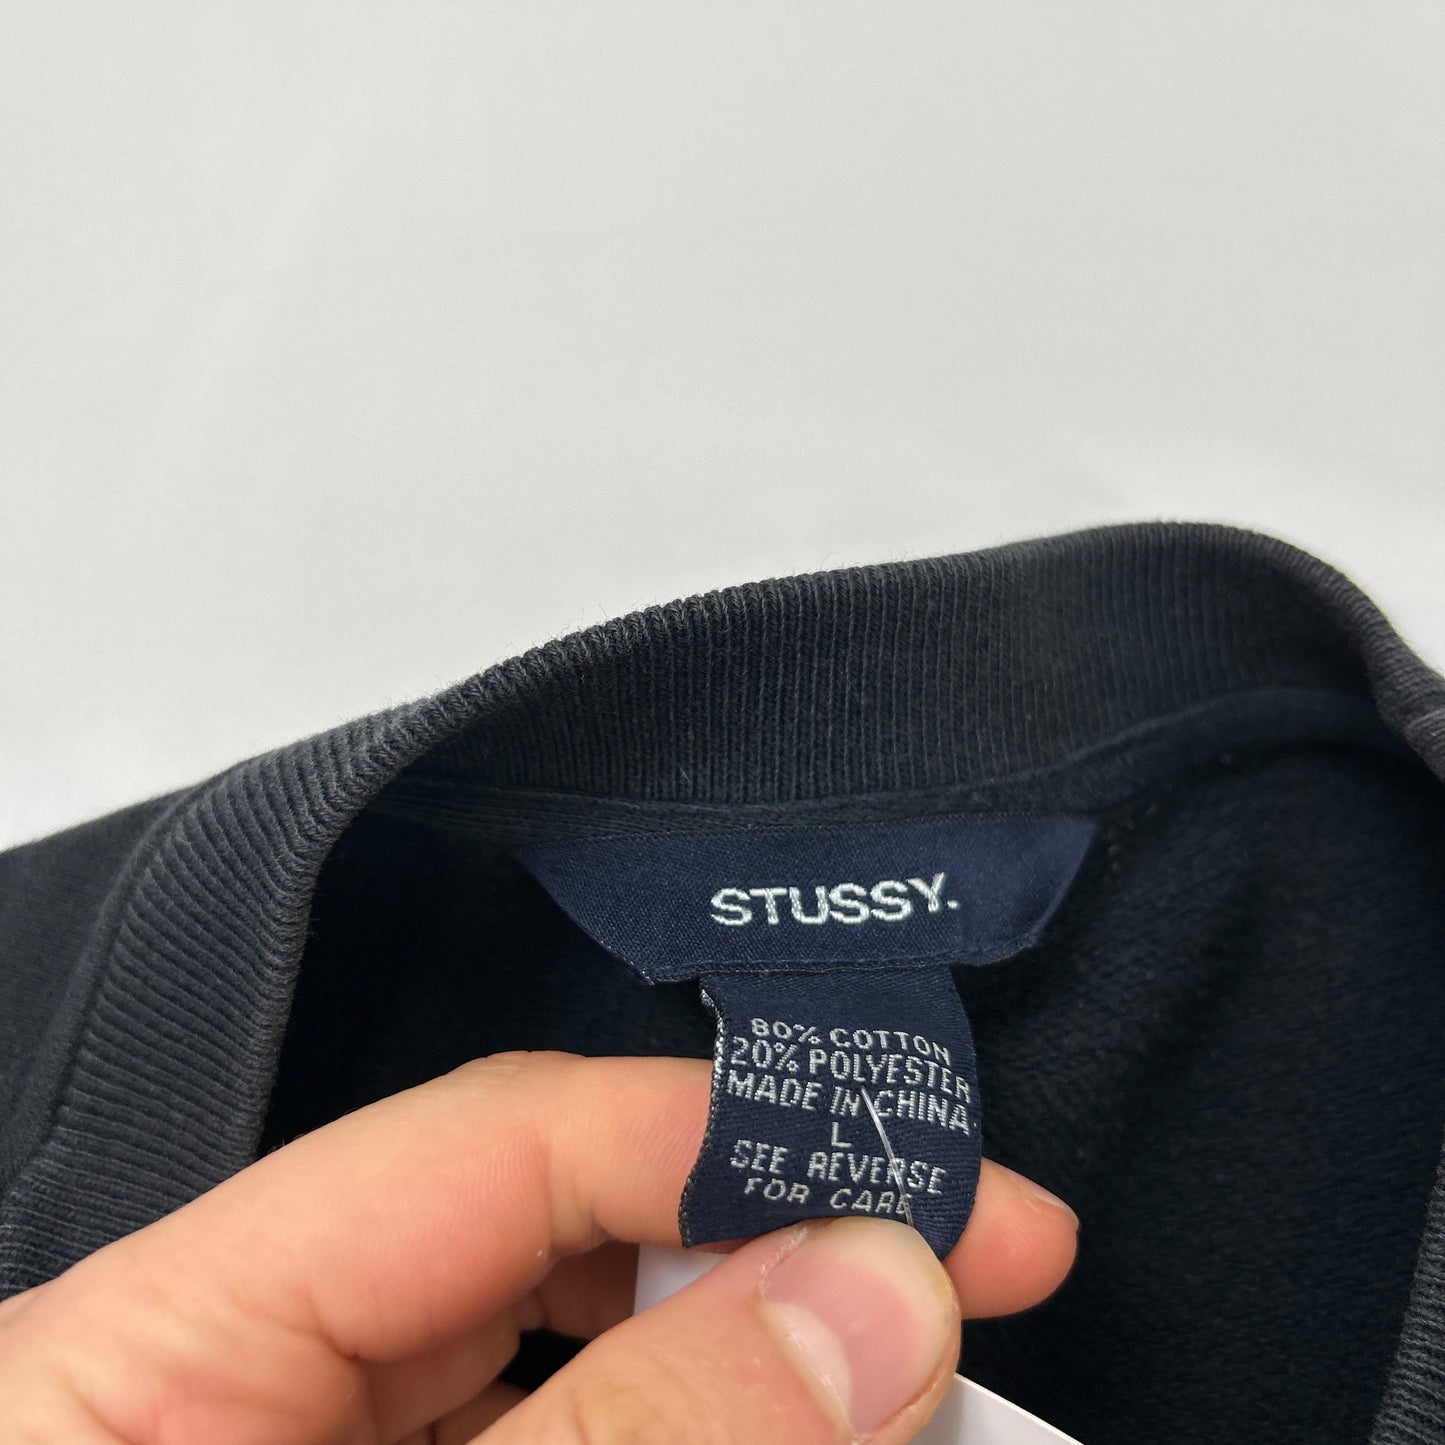 STUSSY.
80% COTTON
20% POLYESTER
MADE IN CHINA
L
SEE REVERSE
FOR CARE